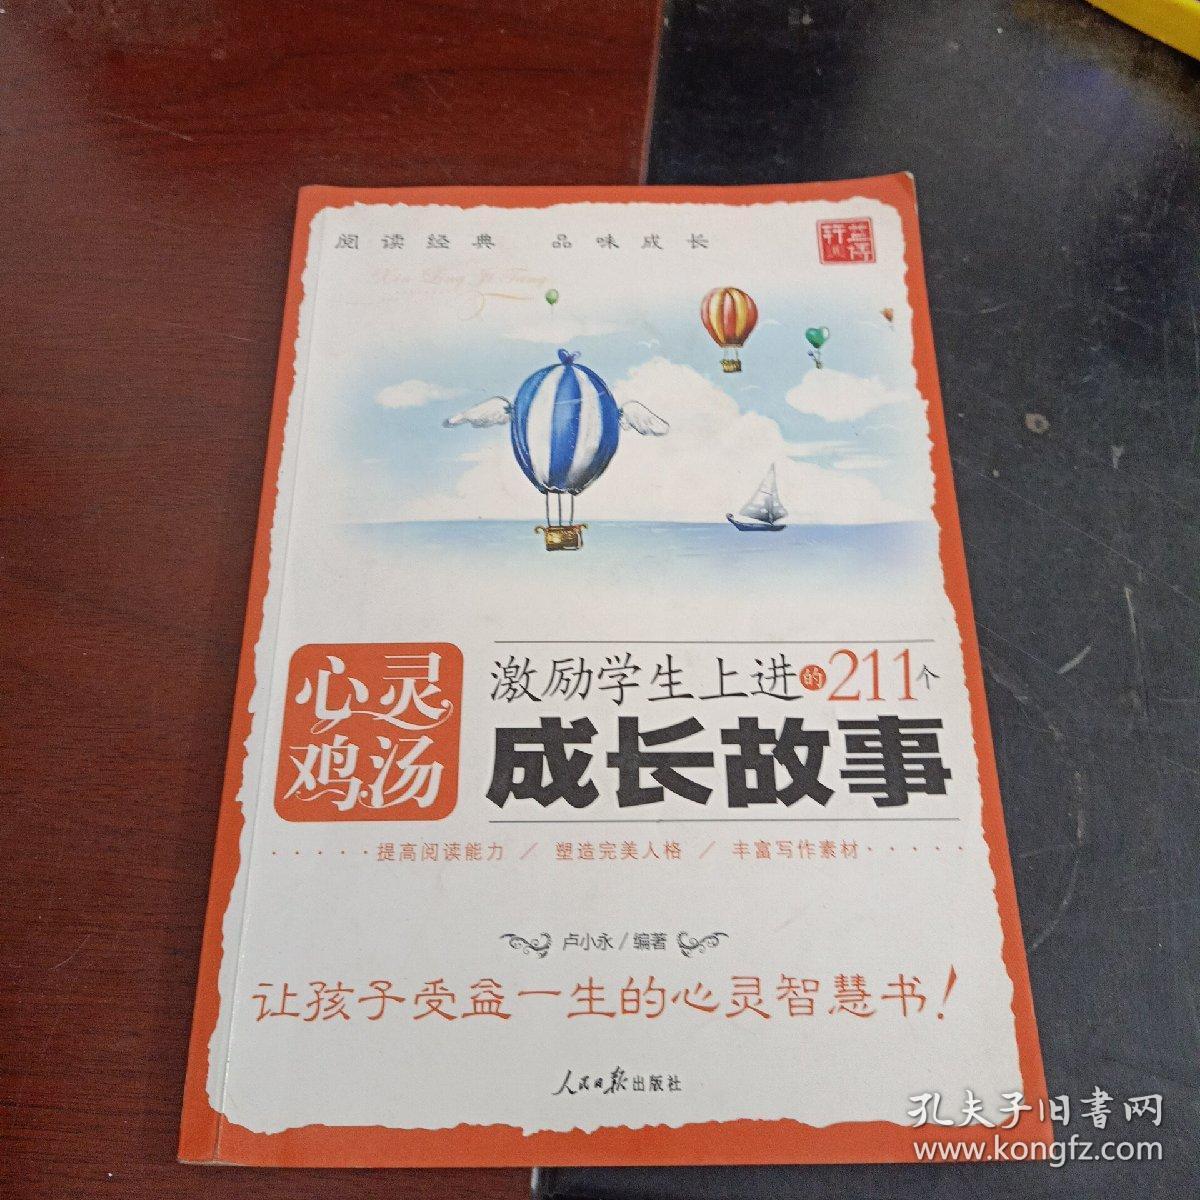 阅读经典 品味成长
Xin Ling Ji Tang
心灵
鸡汤
激励学生上进的211个
成长故事
·····提高阅读能力 / 塑造完美人格 / 丰富写作素材·····
卢小永/编著
让孩子受益一生的心灵智慧书！
人民日报出版社
孔夫子旧书网
www.kongfz.com